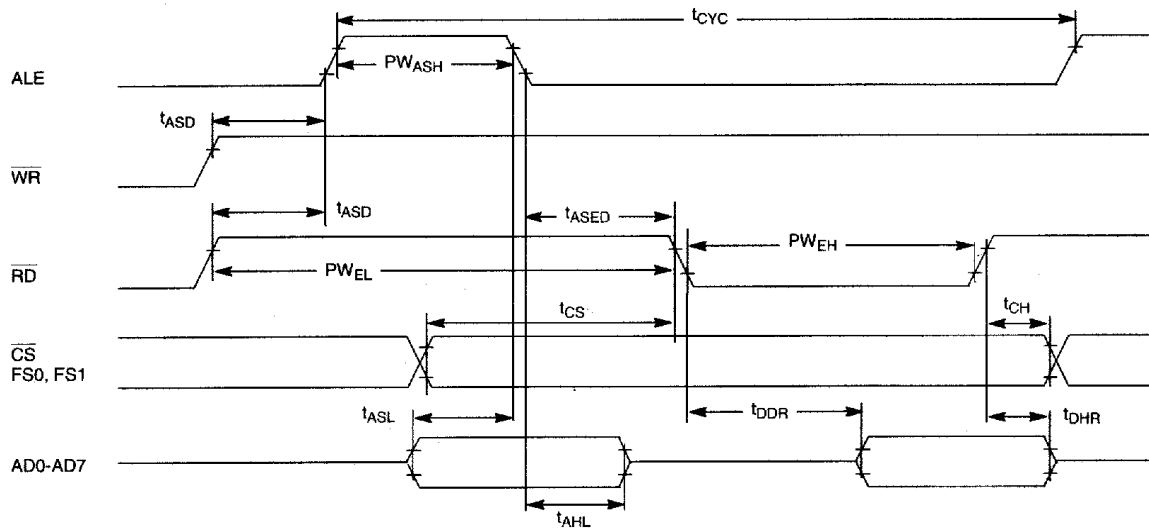 tCYC
ALE
PWASH
tASD
WR
tASD
tASED
RD
PWEL
PWEH
tCS
tCH
CS
FS0, FS1
tASL
tDDR
tDHR
AD0-AD7
tAHL